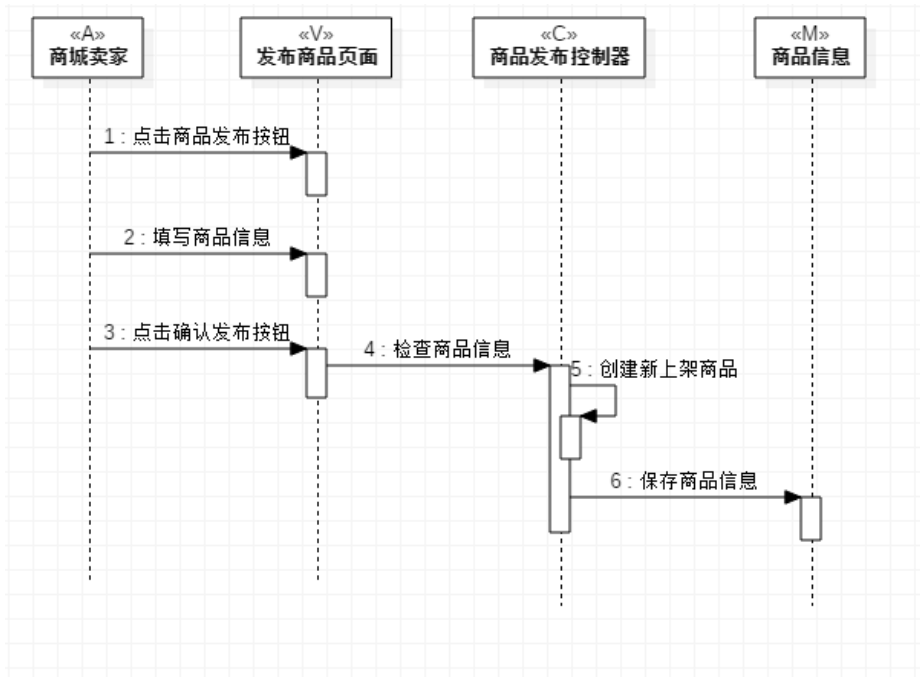 «A»
商城卖家
«V»
发布商品页面
«C»
商品发布控制器
«M»
商品信息
1 : 点击商品发布按钮
2 : 填写商品信息
3 : 点击确认发布按钮
4 : 检查商品信息
5 : 创建新上架商品
6 : 保存商品信息